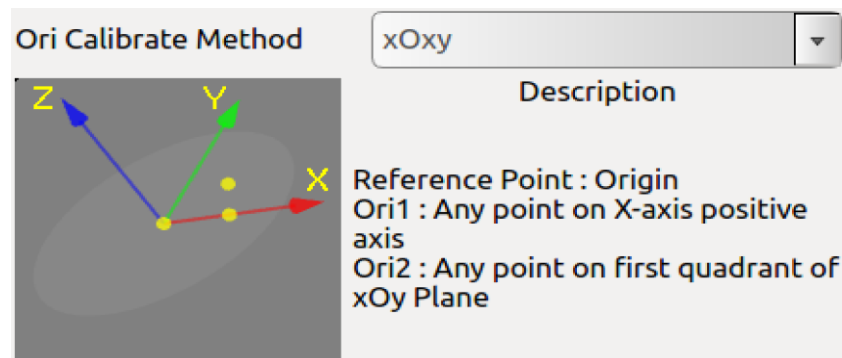 Ori Calibrate Method
xOxy
Description
Z
Y
X
Reference Point : Origin
Ori1 : Any point on X-axis positive
axis
Ori2 : Any point on first quadrant of
xOy Plane